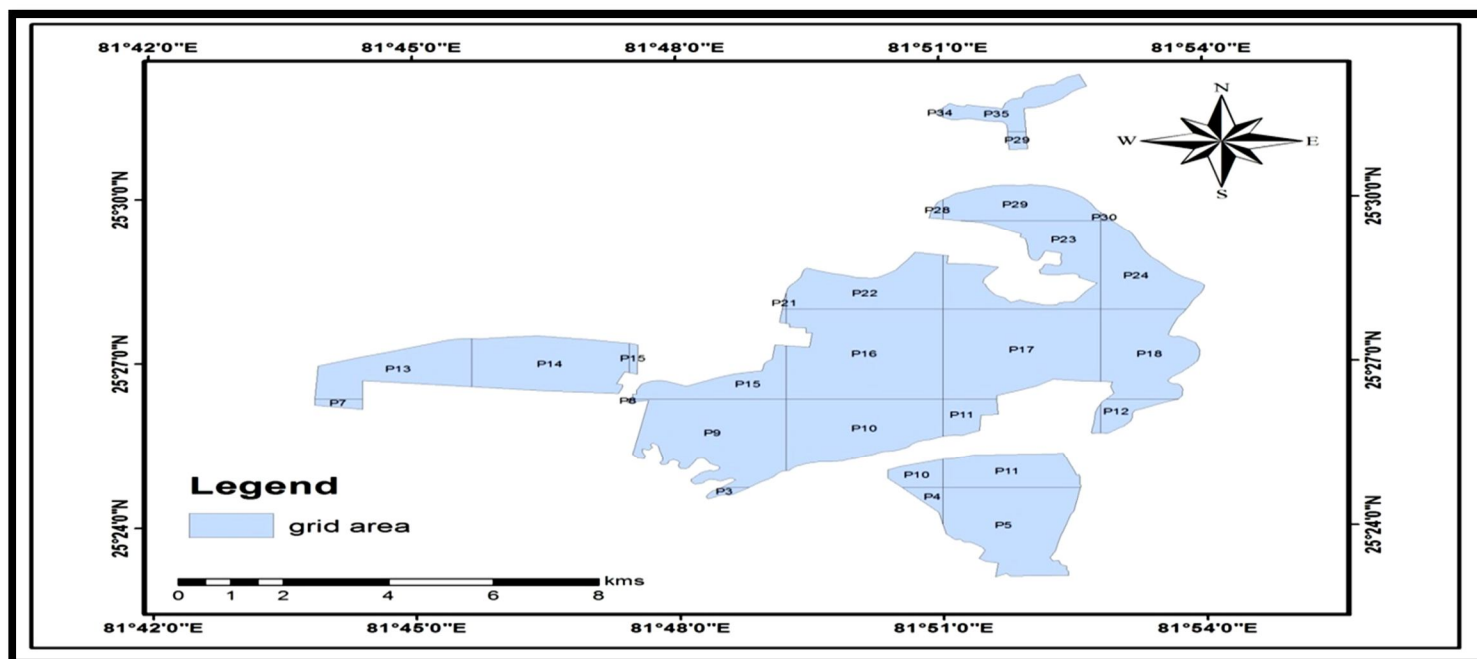 81°42'0"E 81°45'0"E 81°48'0"E 81°51'0"E 81°54'0"E
N
W E
S
P34 P35
P29
25°30'0"N 25°30'0"N
P28 P29 P30
P23
P24
P21 P22
25°27'0"N 25°27'0"N
P13 P14 P15 P16 P17 P18
P15
P7 P8
P9 P10 P11 P12
P3
P10 P11
P4
P5
25°24'0"N 25°24'0"N
Legend
grid area
kms
0 1 2 4 6 8
81°42'0"E 81°45'0"E 81°48'0"E 81°51'0"E 81°54'0"E